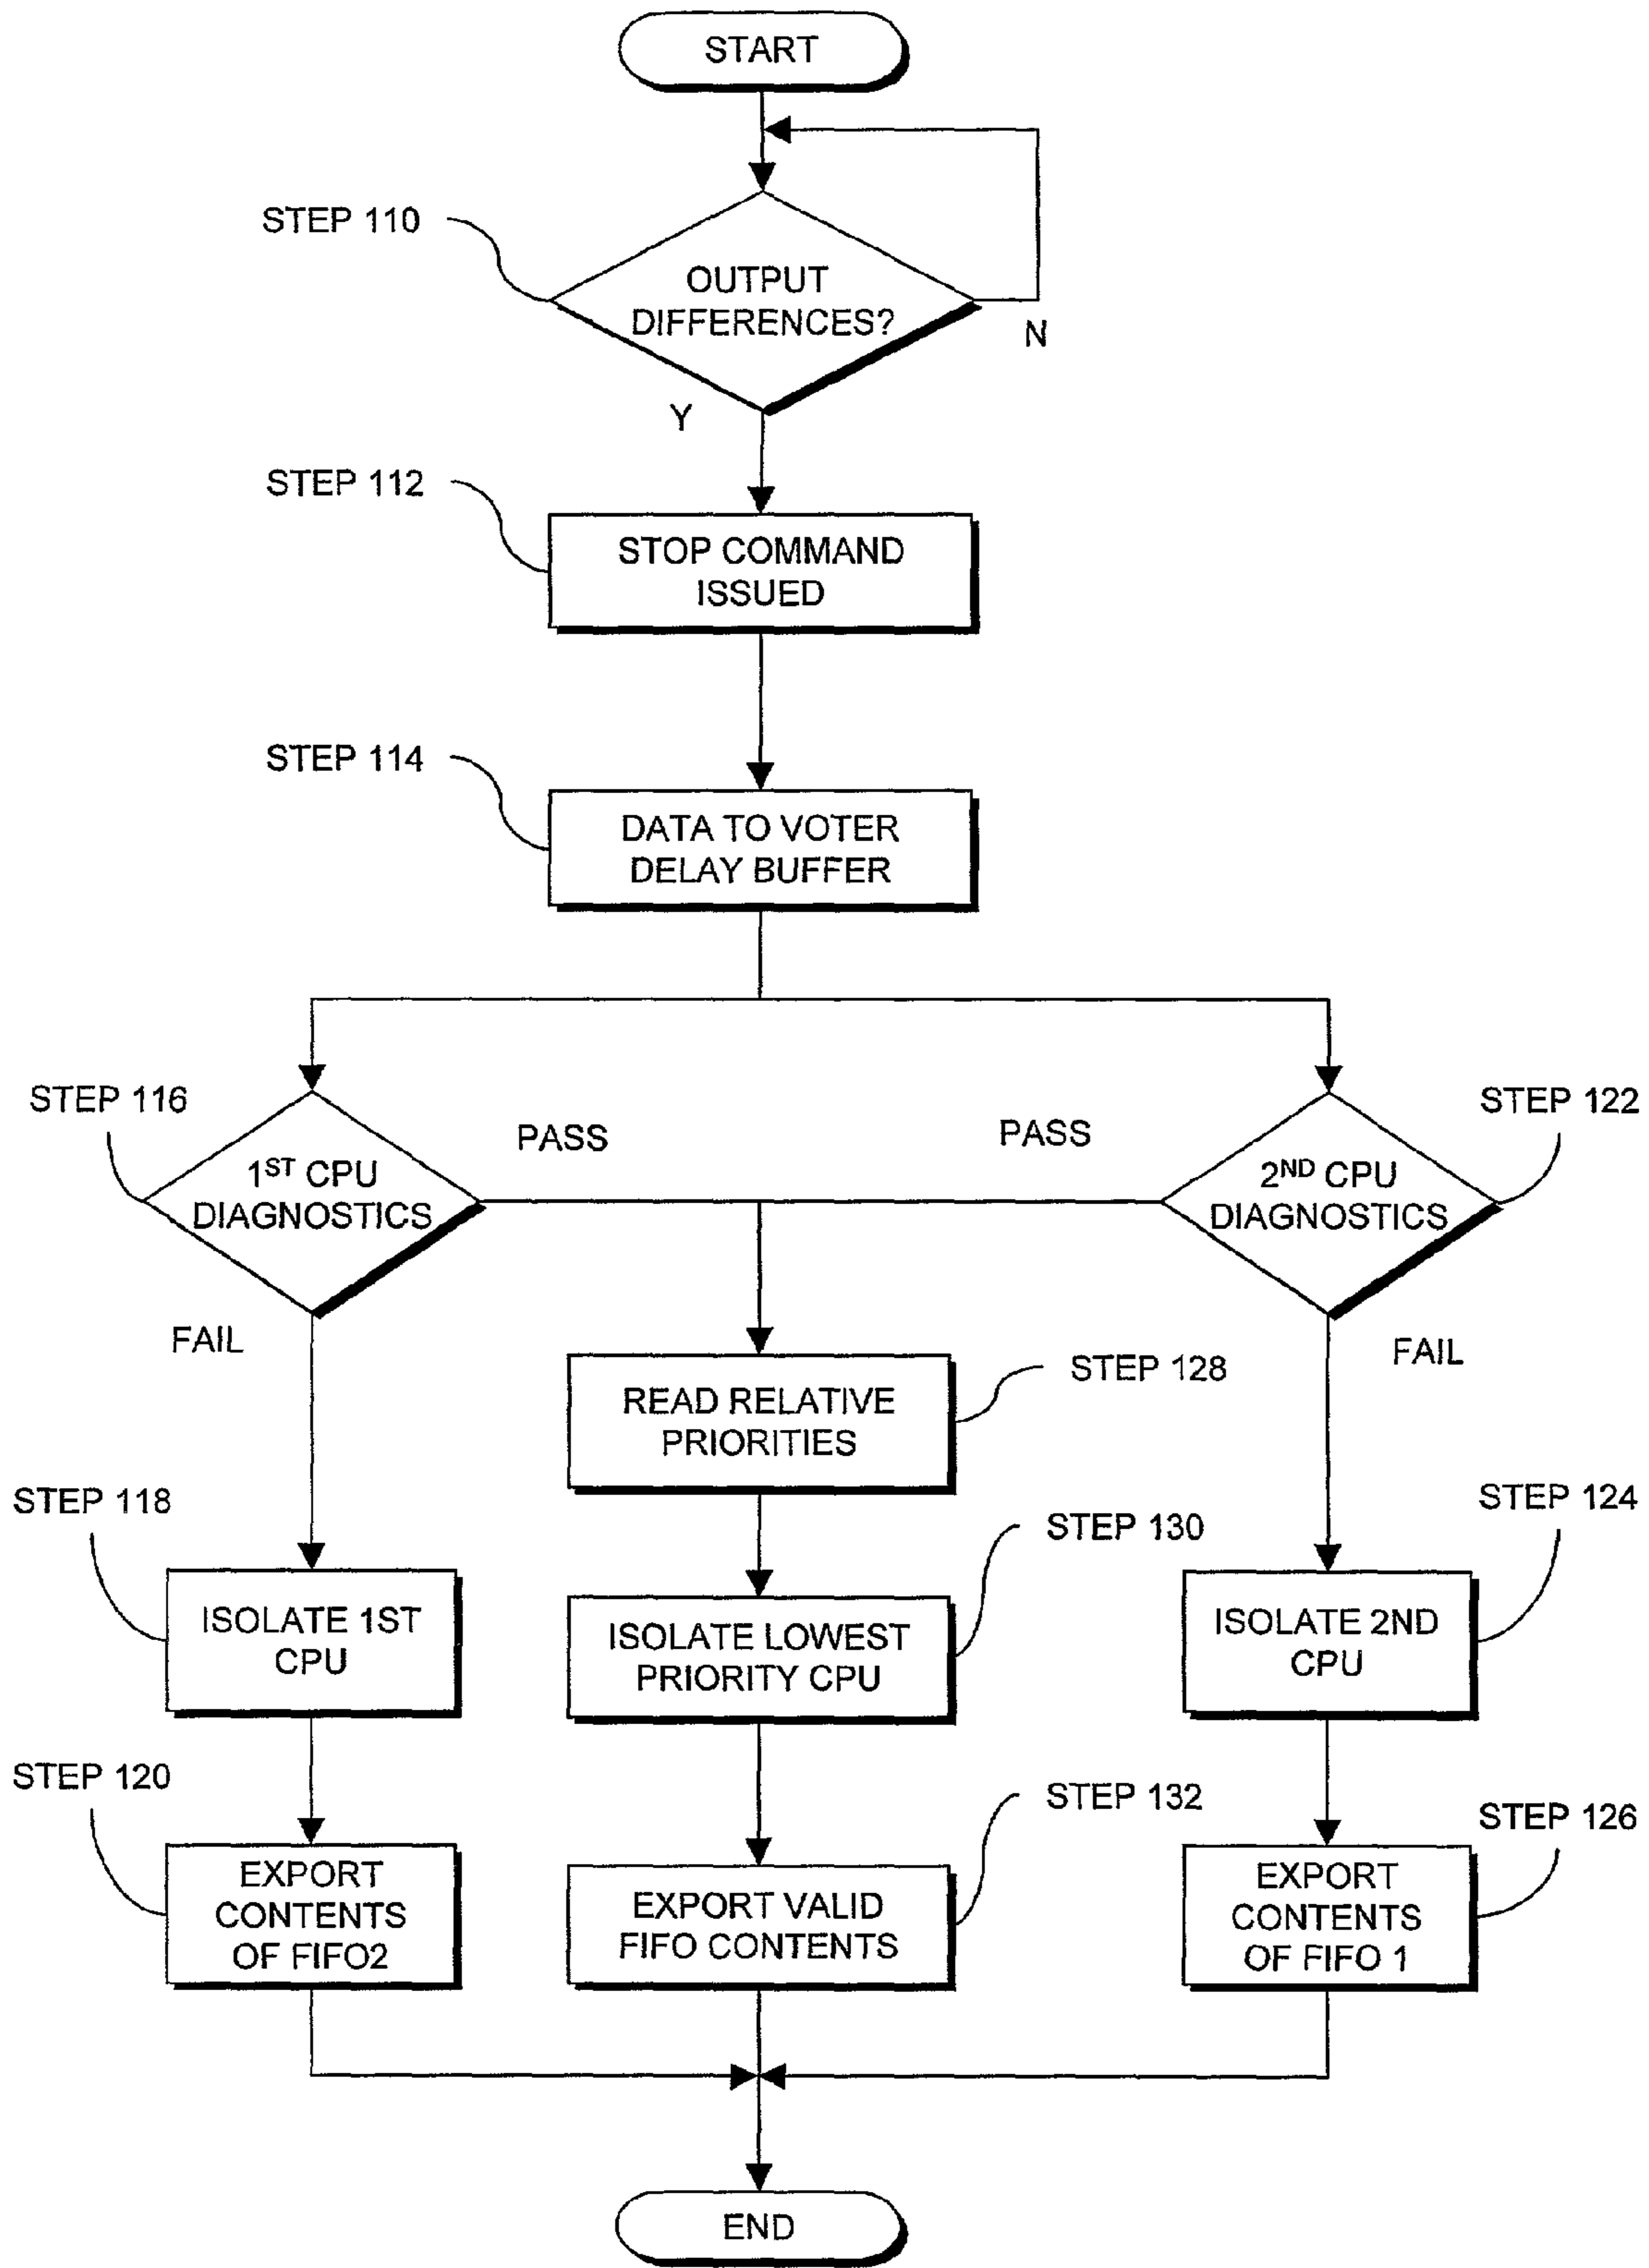 START
STEP 110
OUTPUT
DIFFERENCES?
N
Y
STEP 112
STOP COMMAND
ISSUED
STEP 114
DATA TO VOTER
DELAY BUFFER
STEP 116
1ST CPU
DIAGNOSTICS
PASS
PASS
2ND CPU
DIAGNOSTICS
STEP 122
FAIL
FAIL
READ RELATIVE
PRIORITIES
STEP 128
STEP 118
ISOLATE 1ST
CPU
STEP 130
ISOLATE LOWEST
PRIORITY CPU
STEP 124
ISOLATE 2ND
CPU
STEP 120
EXPORT
CONTENTS
OF FIFO2
STEP 132
EXPORT VALID
FIFO CONTENTS
STEP 126
EXPORT
CONTENTS
OF FIFO 1
END